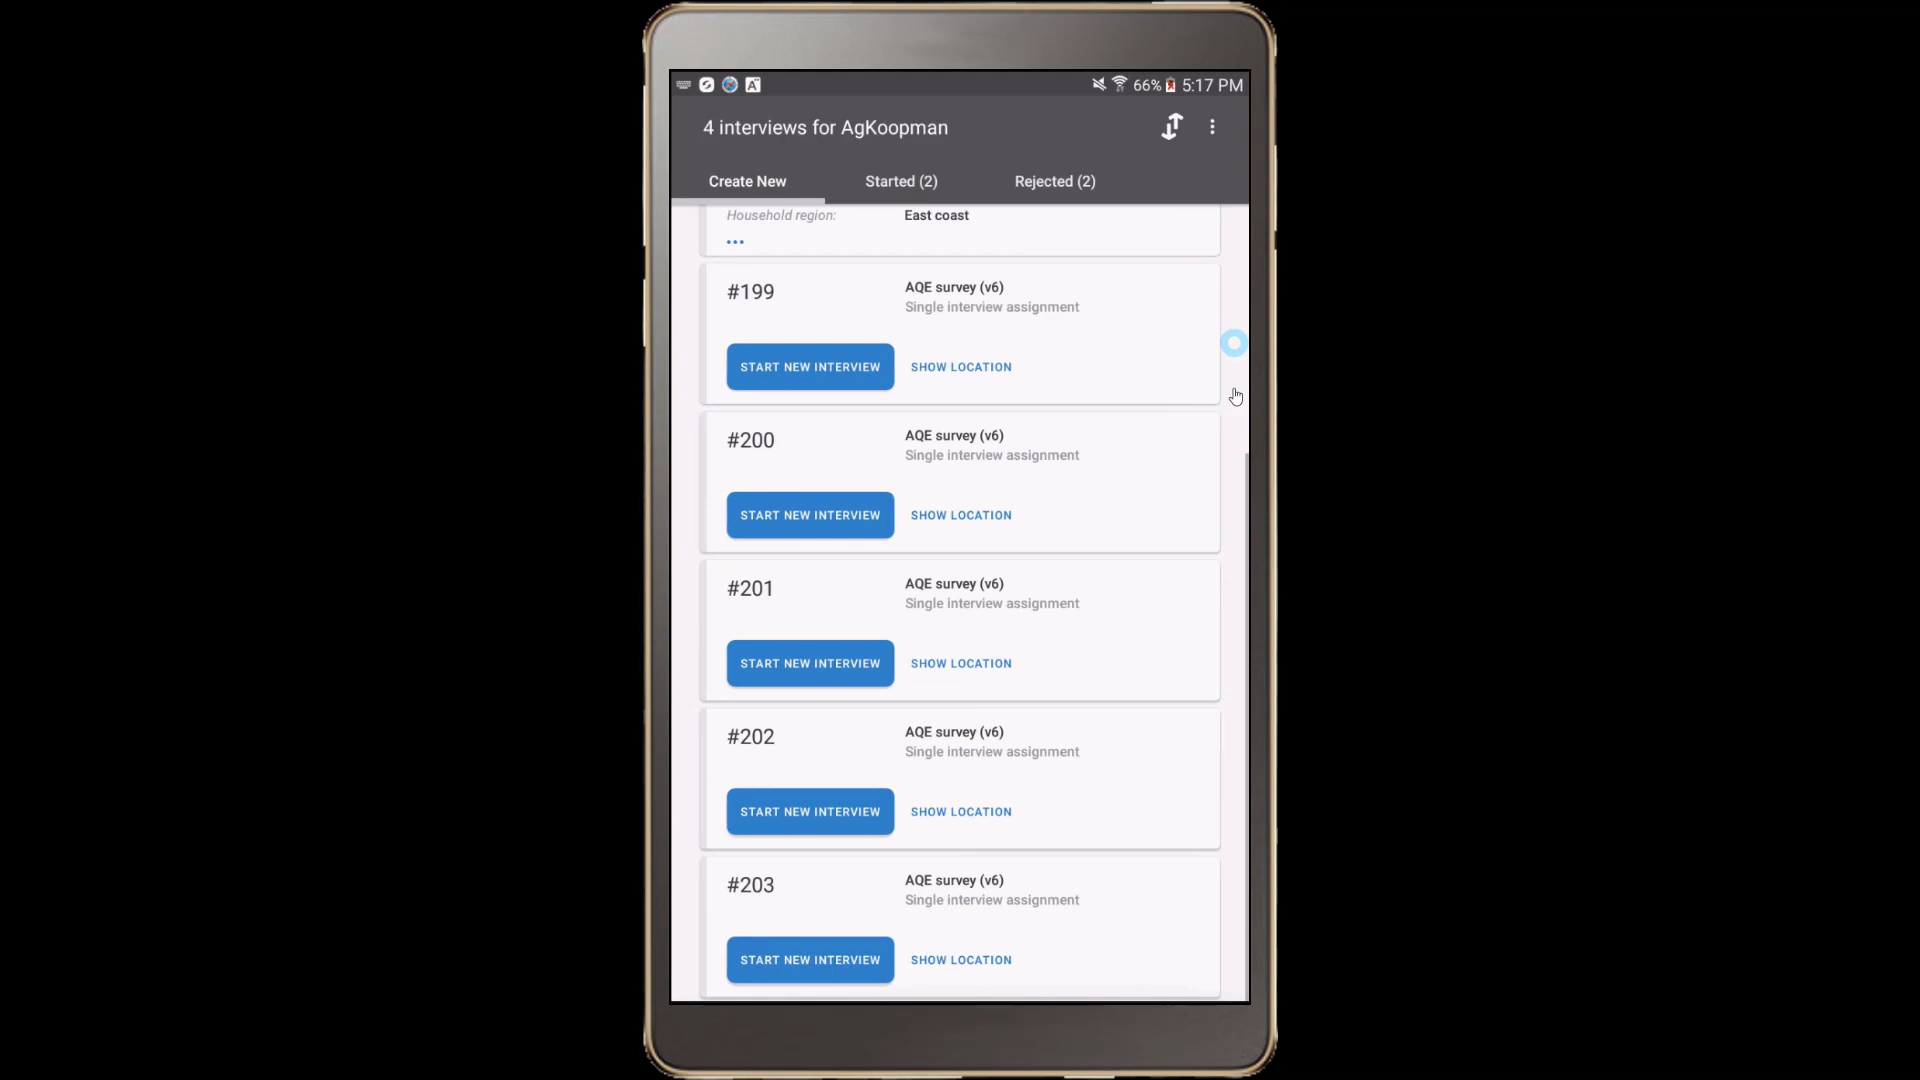 66% 5:17 PM
4 interviews for AgKoopman
Create New Started (2) Rejected (2)
Household region: East coast
...
#199 AQE survey (v6)
Single interview assignment
START NEW INTERVIEW SHOW LOCATION
#200 AQE survey (v6)
Single interview assignment
START NEW INTERVIEW SHOW LOCATION
#201 AQE survey (v6)
Single interview assignment
START NEW INTERVIEW SHOW LOCATION
#202 AQE survey (v6)
Single interview assignment
START NEW INTERVIEW SHOW LOCATION
#203 AQE survey (v6)
Single interview assignment
START NEW INTERVIEW SHOW LOCATION